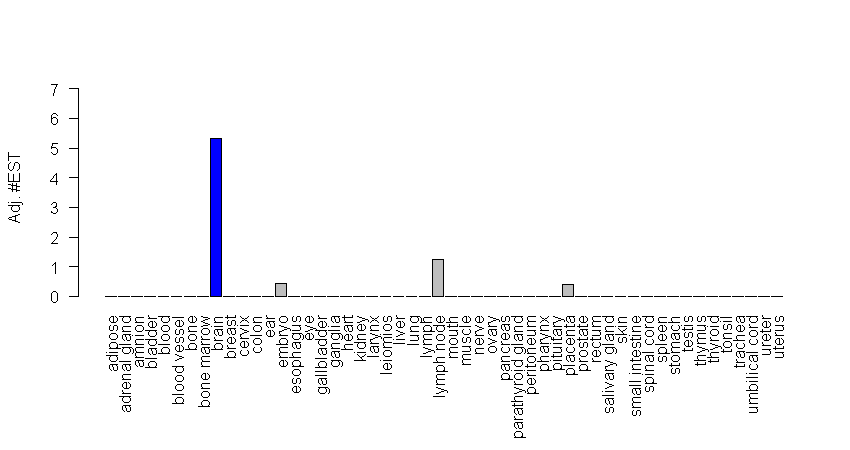 7
6
5
4
3
2
1
0
Adj. #EST
adipose
adrenal gland
amnion
bladder
blood
blood vessel
bone
bone marrow
brain
breast
cervix
colon
ear
embryo
esophagus
eye
gallbladder
ganglia
heart
kidney
larynx
leiomios
liver
lung
lymph
lymph node
mouth
muscle
nerve
ovary
pancreas
parathyroid gland
peritoneum
pharynx
pituitary
placenta
prostate
rectum
salivary gland
skin
small intestine
spinal cord
spleen
stomach
testis
thymus
thyroid
tonsil
trachea
umbilical cord
ureter
uterus